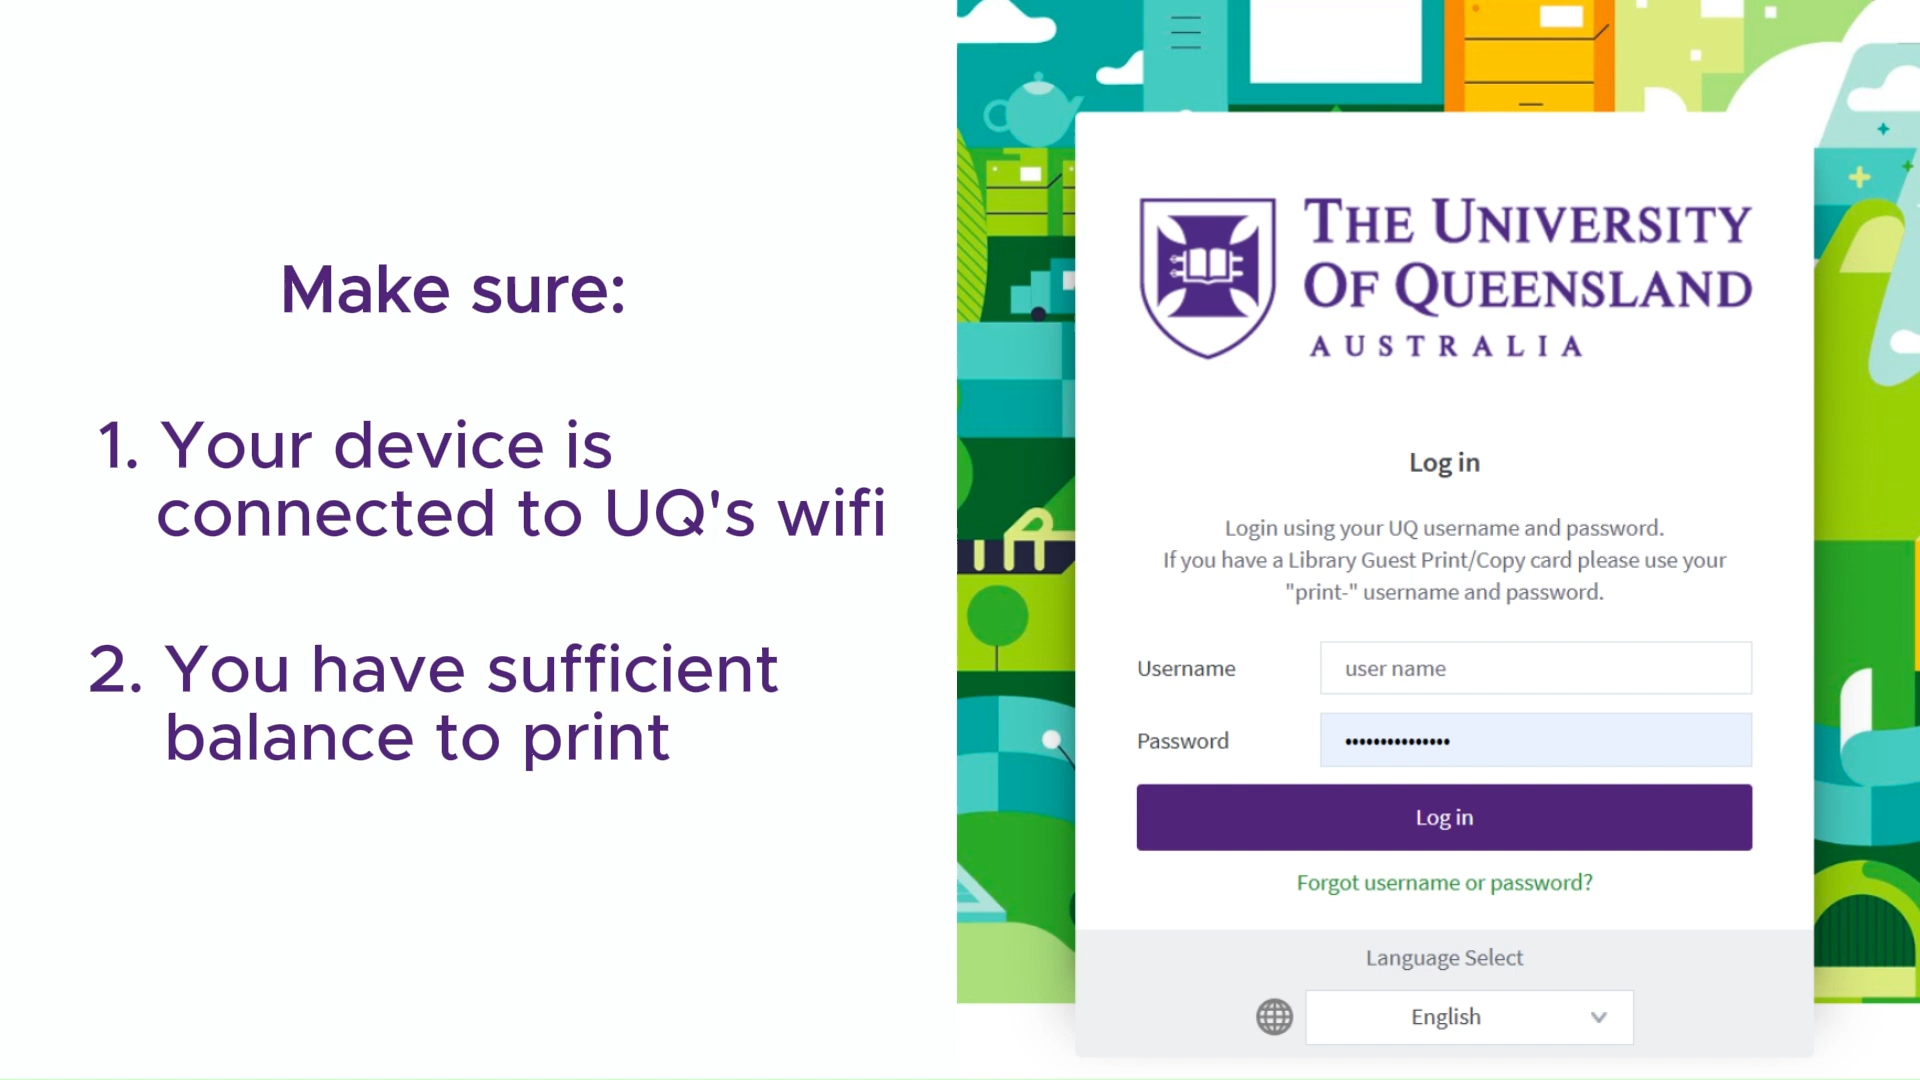 Make sure:
1. Your device is
connected to UQ's wifi
2. You have sufficient
balance to print
THE UNIVERSITY
OF QUEENSLAND
AUSTRALIA
Log in
Login using your UQ username and password.
If you have a Library Guest Print/Copy card please use your
"print-" username and password.
Username
user name
Password
•••••••••••••••
Log in
Forgot username or password?
Language Select
English